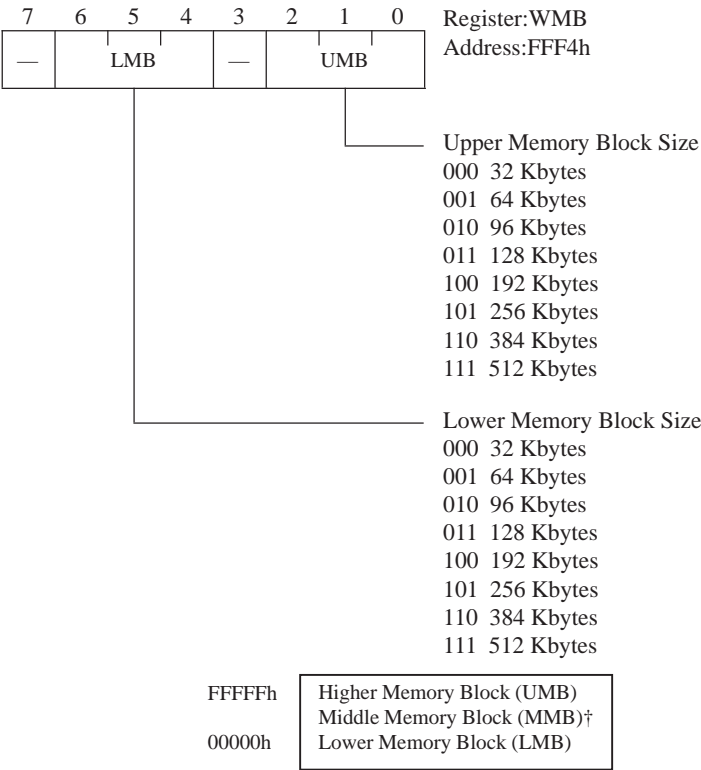 7 6 5 4 3 2 1 0 Register:WMB
Address:FFF4h
— LMB — UMB
Upper Memory Block Size
000 32 Kbytes
001 64 Kbytes
010 96 Kbytes
011 128 Kbytes
100 192 Kbytes
101 256 Kbytes
110 384 Kbytes
111 512 Kbytes
Lower Memory Block Size
000 32 Kbytes
001 64 Kbytes
010 96 Kbytes
011 128 Kbytes
100 192 Kbytes
101 256 Kbytes
110 384 Kbytes
111 512 Kbytes
FFFFFh Higher Memory Block (UMB)
Middle Memory Block (MMB)†
00000h Lower Memory Block (LMB)